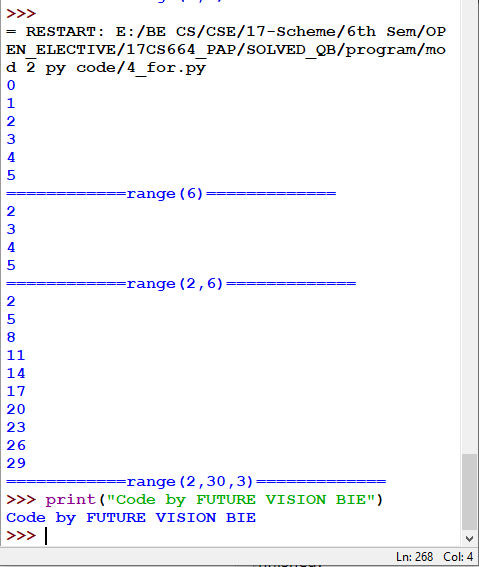 >>>
= RESTART: E:/BE CS/CSE/17-Scheme/6th Sem/OP
EN_ELECTIVE/17CS664_PAP/SOLVED_QB/program/mo
d 2 py code/4_for.py
0
1
2
3
4
5
============range(6)=============
2
3
4
5
============range(2,6)=============
2
5
8
11
14
17
20
23
26
29
============range(2,30,3)=============
>>> print("Code by FUTURE VISION BIE")
Code by FUTURE VISION BIE
>>>
Ln: 268 Col: 4